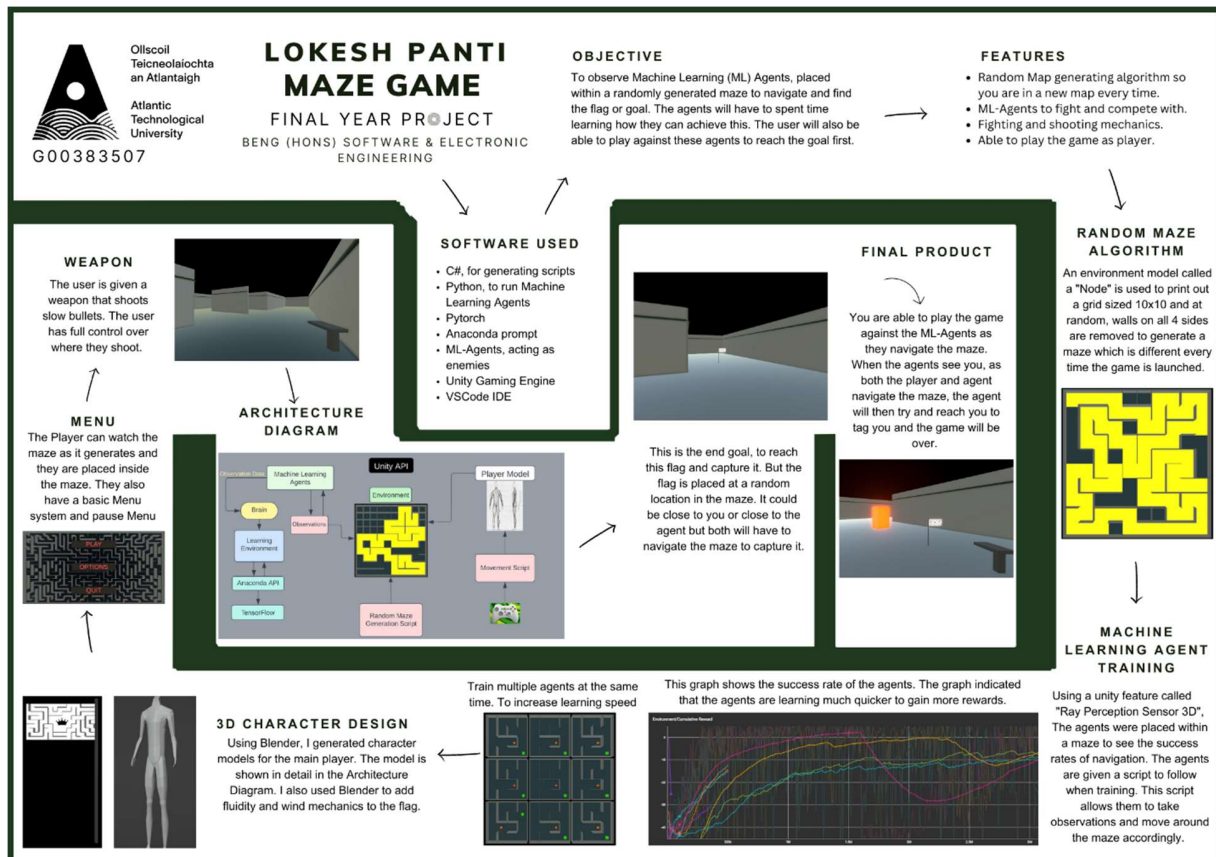 Ollscoil
Teicneolaíochta
an Atlantaigh
Atlantic
Technological
University
G00383507
LOKESH PANTI
MAZE GAME
FINAL YEAR PROJECT
BENG (HONS) SOFTWARE & ELECTRONIC
ENGINEERING
OBJECTIVE
To observe Machine Learning (ML) Agents, placed
within a randomly generated maze to navigate and find
the flag or goal. The agents will have to spent time
learning how they can achieve this. The user will also be
able to play against these agents to reach the goal first.
FEATURES
• Random Map generating algorithm so
you are in a new map every time.
• ML-Agents to fight and compete with.
• Fighting and shooting mechanics.
• Able to play the game as player.
SOFTWARE USED
• C#, for generating scripts
• Python, to run Machine
Learning Agents
• Pytorch
• Anaconda prompt
• ML-Agents, acting as
enemies
• Unity Gaming Engine
• VSCode IDE
RANDOM MAZE
ALGORITHM
An environment model called
a "Node" is used to print out
a grid sized 10x10 and at
random, walls on all 4 sides
are removed to generate a
maze which is different every
time the game is launched.
MACHINE
LEARNING AGENT
TRAINING
Using a unity feature called
"Ray Perception Sensor 3D",
The agents were placed within
a maze to see the success
rates of navigation. The agents
are given a script to follow
when training. This script
allows them to take
observations and move around
the maze accordingly.
This graph shows the success rate of the agents. The graph indicated
that the agents are learning much quicker to gain more rewards.
Environment/Cumulative Reward
Train multiple agents at the same
time. To increase learning speed
3D CHARACTER DESIGN
Using Blender, I generated character
models for the main player. The model is
shown in detail in the Architecture
Diagram. I also used Blender to add
fluidity and wind mechanics to the flag.
MENU
The Player can watch the
maze as it generates and
they are placed inside
the maze. They also
have a basic Menu
system and pause Menu
PLAY
OPTIONS
QUIT
WEAPON
The user is given a
weapon that shoots
slow bullets. The user
has full control over
where they shoot.
ARCHITECTURE
DIAGRAM
Observation Data
Machine Learning
Agents
Unity API
Player Model
Environment
Brain
Observations
Learning
Environment
Anaconda API
Movement Script
TensorFlow
Random Maze
Generation Script
This is the end goal, to reach
this flag and capture it. But the
flag is placed at a random
location in the maze. It could
be close to you or close to the
agent but both will have to
navigate the maze to capture it.
FINAL PRODUCT
You are able to play the game
against the ML-Agents as
they navigate the maze.
When the agents see you, as
both the player and agent
navigate the maze, the agent
will then try and reach you to
tag you and the game will be
over.